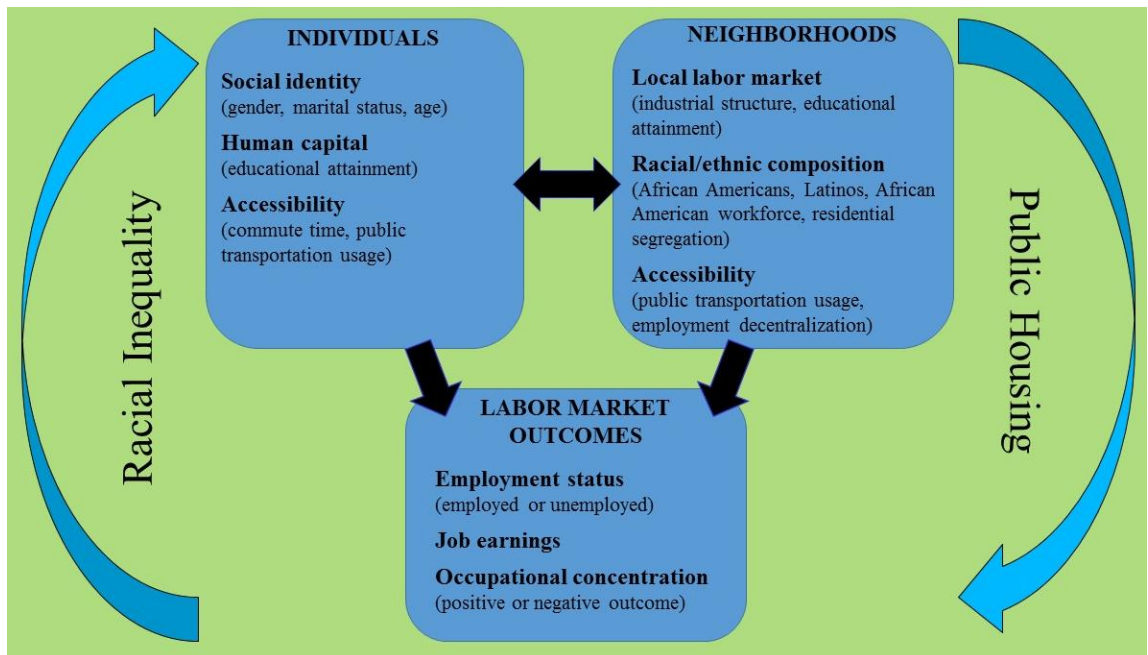 INDIVIDUALS
Social identity
(gender, marital status, age)
Human capital
(educational attainment)
Accessibility
(commute time, public
transportation usage)
NEIGHBORHOODS
Local labor market
(industrial structure, educational
attainment)
Racial/ethnic composition
(African Americans, Latinos, African
American workforce, residential
segregation)
Accessibility
(public transportation usage,
employment decentralization)
Racial Inequality
Public Housing
LABOR MARKET
OUTCOMES
Employment status
(employed or unemployed)
Job earnings
Occupational concentration
(positive or negative outcome)